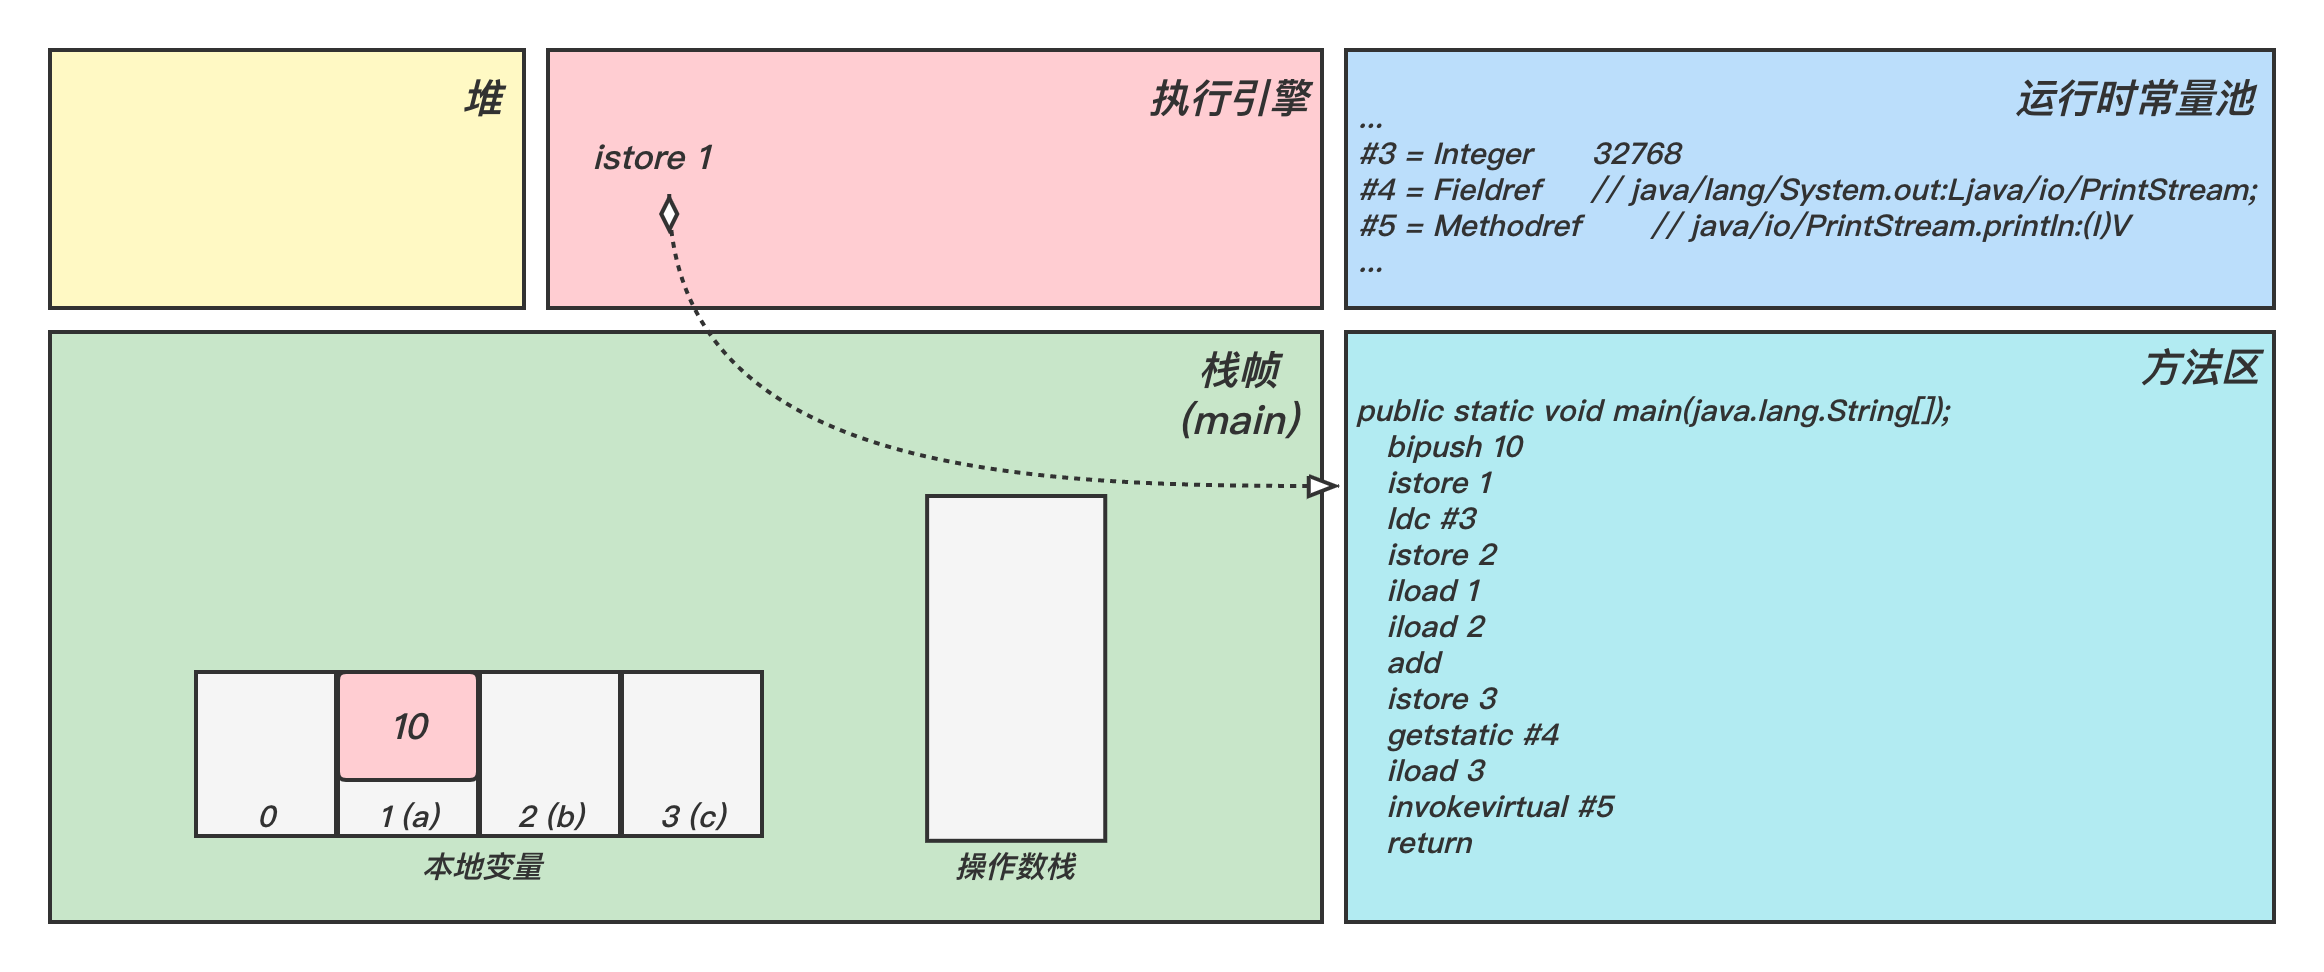 堆
执行引擎
istore 1
运行时常量池
...
#3 = Integer 32768
#4 = Fieldref // java/lang/System.out:Ljava/io/PrintStream;
#5 = Methodref // java/io/PrintStream.println:(I)V
...
栈帧
(main)
10
0
1 (a)
2 (b)
3 (c)
本地变量
操作数栈
方法区
public static void main(java.lang.String[]);
bipush 10
istore 1
ldc #3
istore 2
iload 1
iload 2
add
istore 3
getstatic #4
iload 3
invokevirtual #5
return